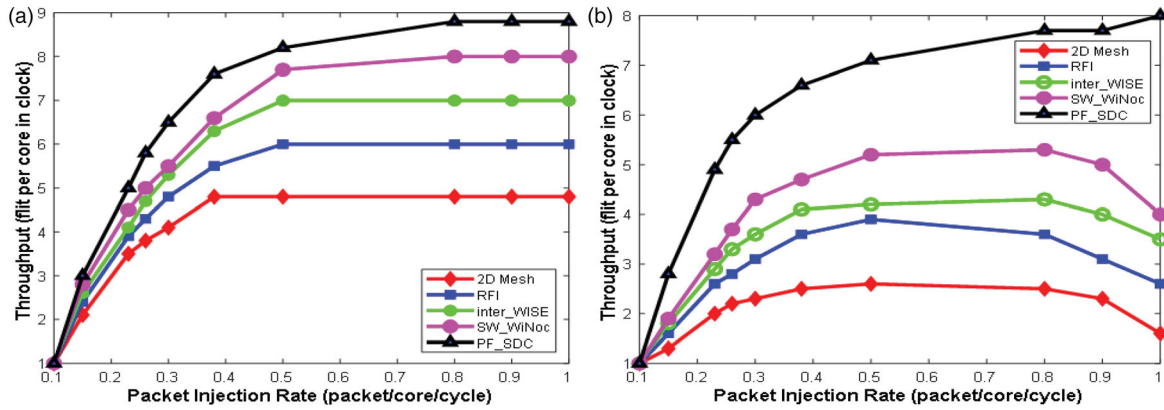 (a)
Throughput (flit per core in clock)
9
8
7
6
5
4
3
2
1
2D Mesh
RFI
inter_WISE
SW_WiNoc
PF_SDC
0.1 0.2 0.3 0.4 0.5 0.6 0.7 0.8 0.9 1
Packet Injection Rate (packet/core/cycle)
(b)
Throughput (flit per core in clock)
8
7
6
5
4
3
2
1
2D Mesh
RFI
inter_WISE
SW_WiNoc
PF_SDC
0.1 0.2 0.3 0.4 0.5 0.6 0.7 0.8 0.9 1
Packet Injection Rate (packet/core/cycle)